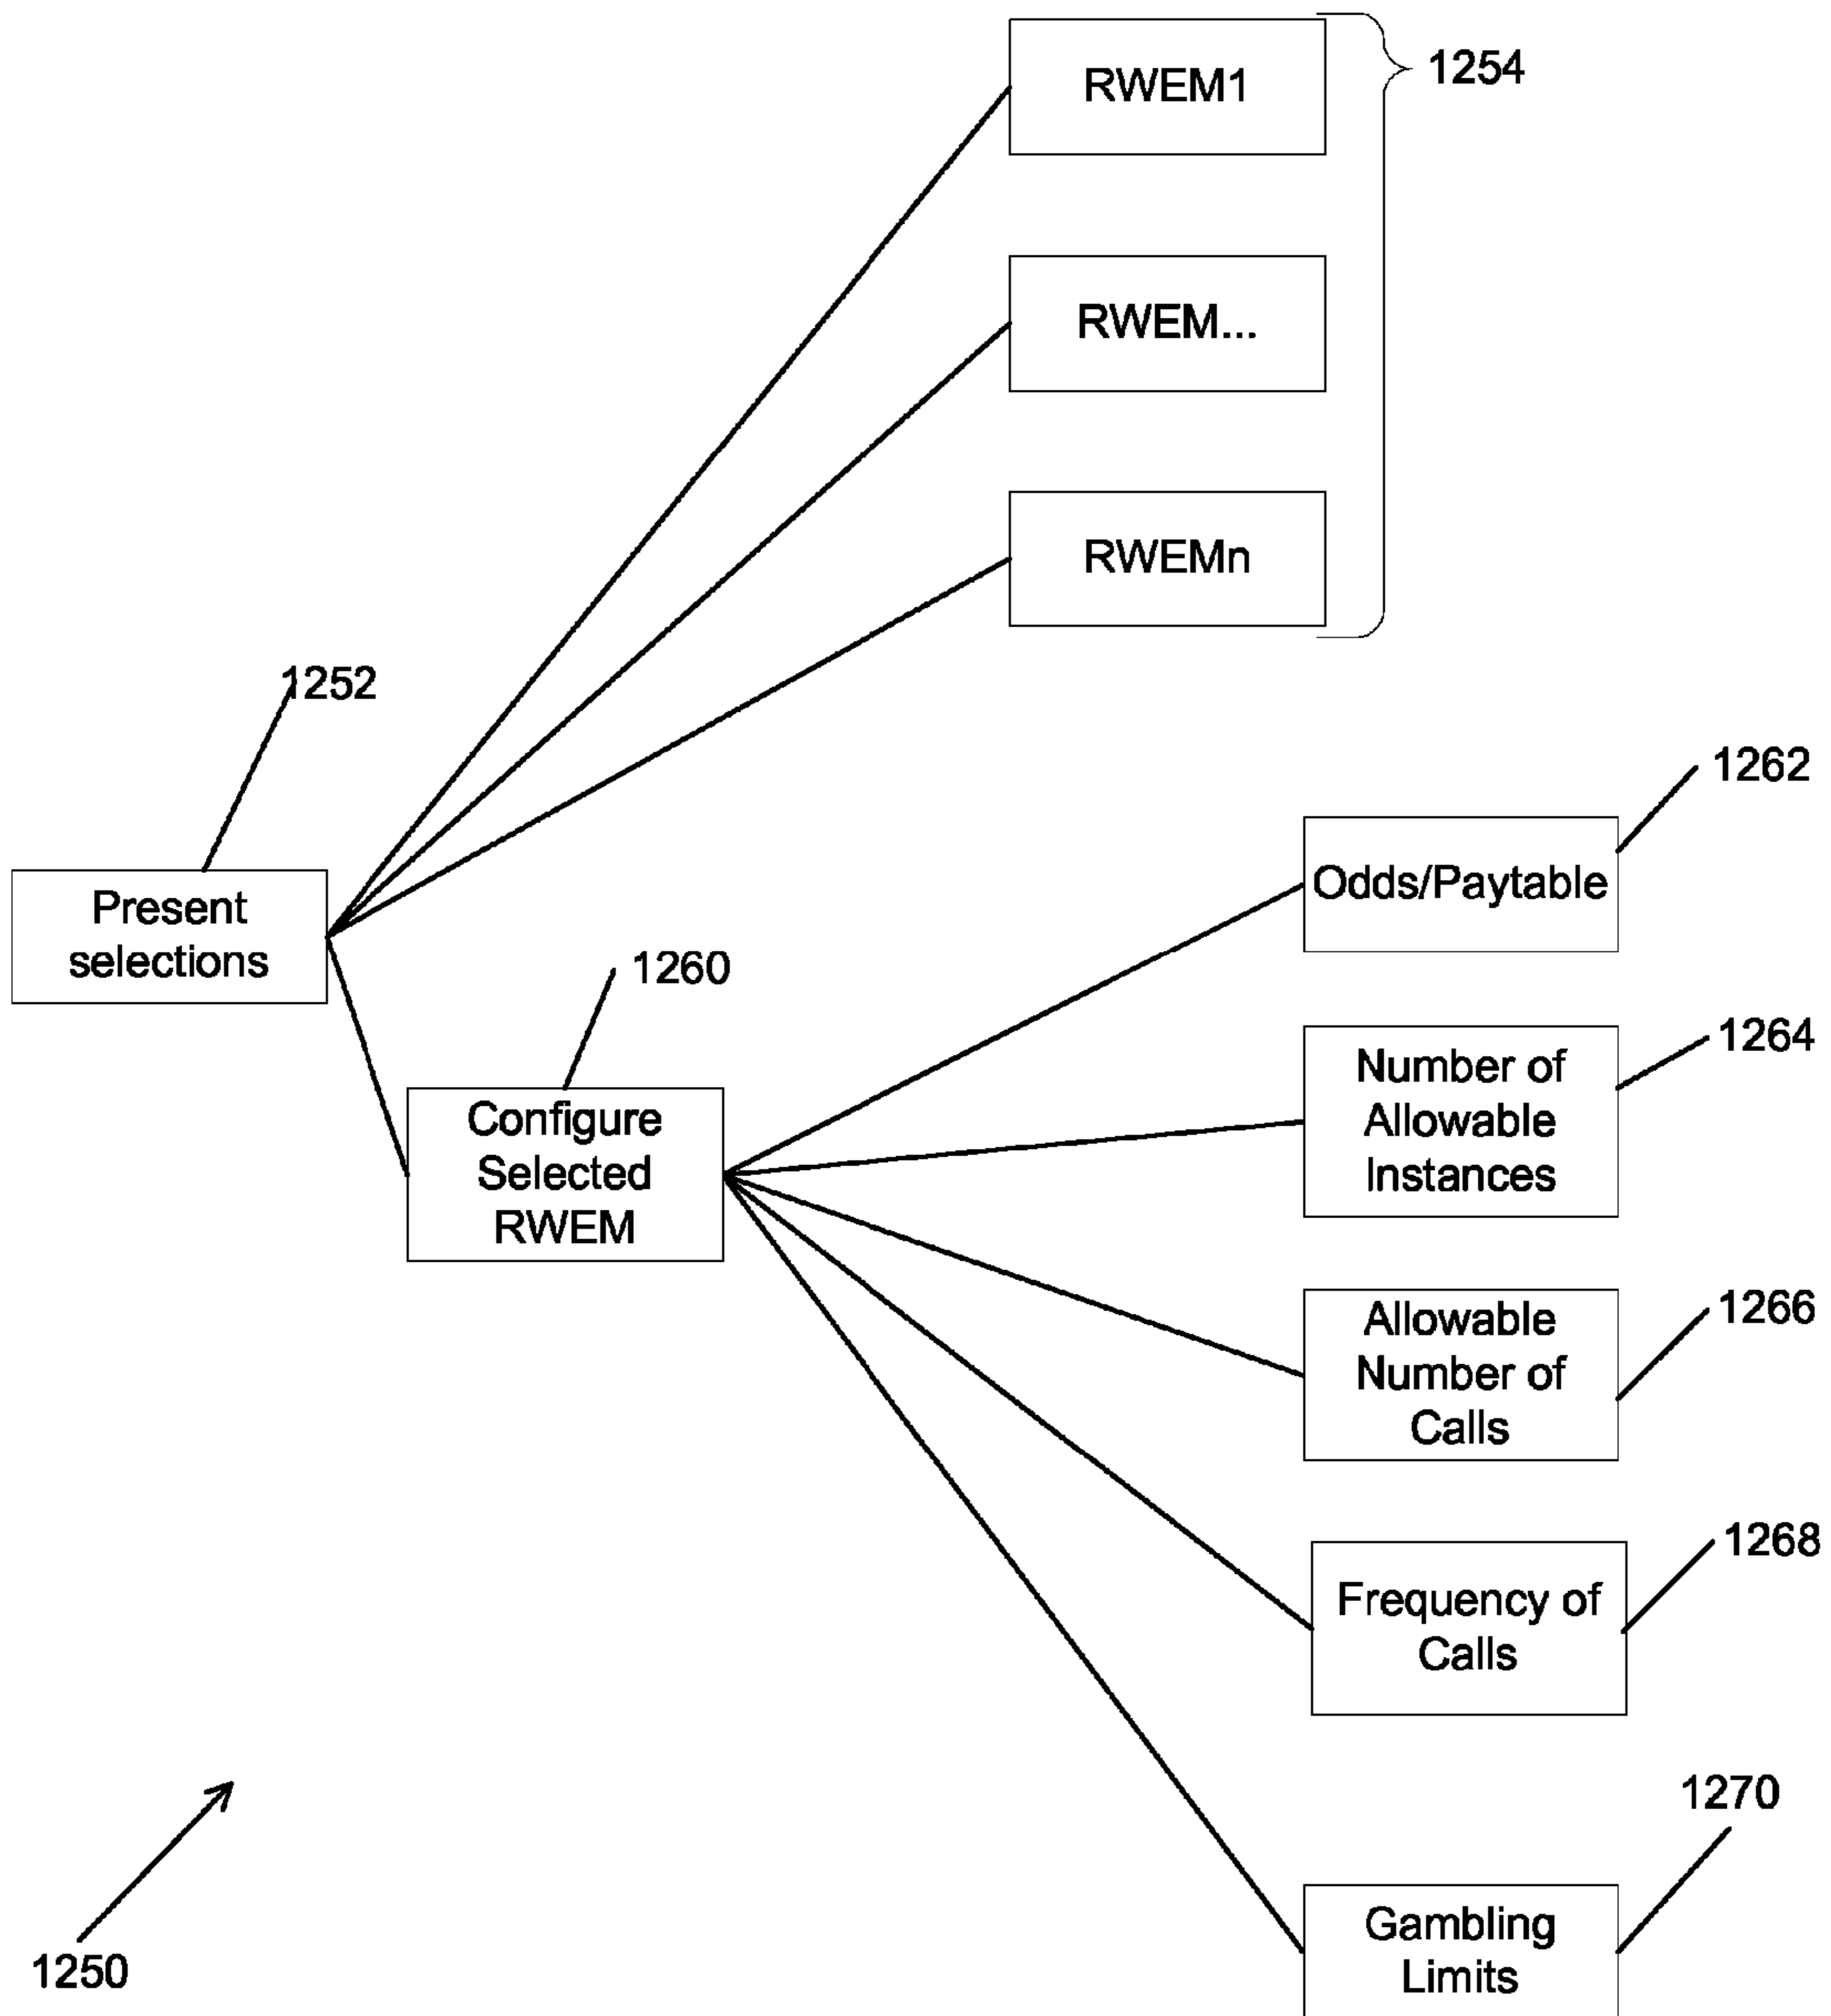 RWEM1
1254
RWEM...
RWEMn
1252
Present
selections
1260
Configure
Selected
RWEM
1262
Odds/Paytable
1264
Number of
Allowable
Instances
1266
Allowable
Number of
Calls
1268
Frequency of
Calls
1270
Gambling
Limits
1250